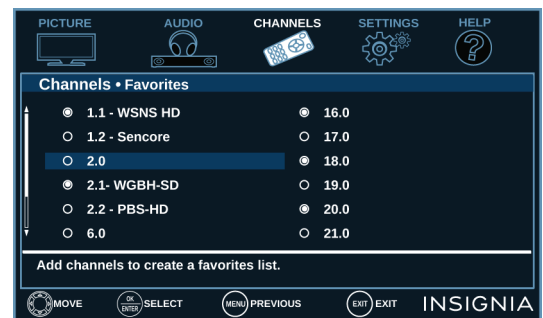 PICTURE AUDIO CHANNELS SETTINGS HELP
Channels • Favorites
1.1 - WSNS HD 16.0
1.2 - Sencore 17.0
2.0 18.0
2.1- WGBH-SD 19.0
2.2 - PBS-HD 20.0
6.0 21.0
Add channels to create a favorites list.
MOVE OK ENTER SELECT MENU PREVIOUS EXIT EXIT INSIGNIA